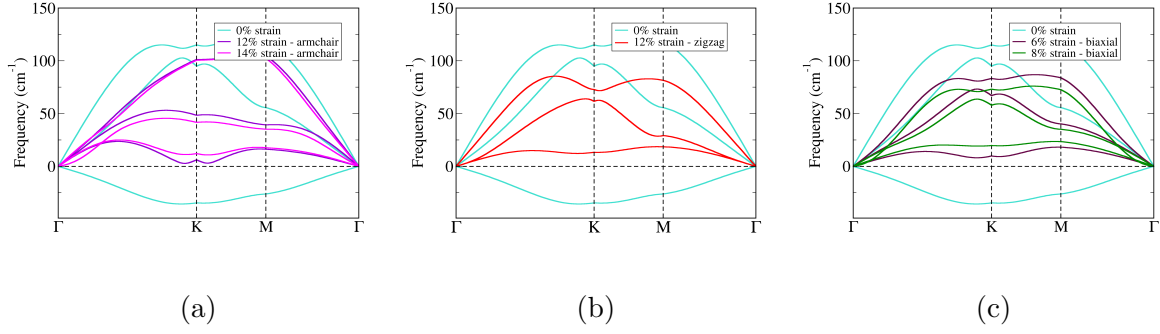 150
100
50
0
Frequency (cm⁻¹)
0% strain
12% strain - armchair
14% strain - armchair
Γ K M Γ
(a)
150
100
50
0
Frequency (cm⁻¹)
0% strain
12% strain - zigzag
Γ K M Γ
(b)
150
100
50
0
Frequency (cm⁻¹)
0% strain
6% strain - biaxial
8% strain - biaxial
Γ K M Γ
(c)